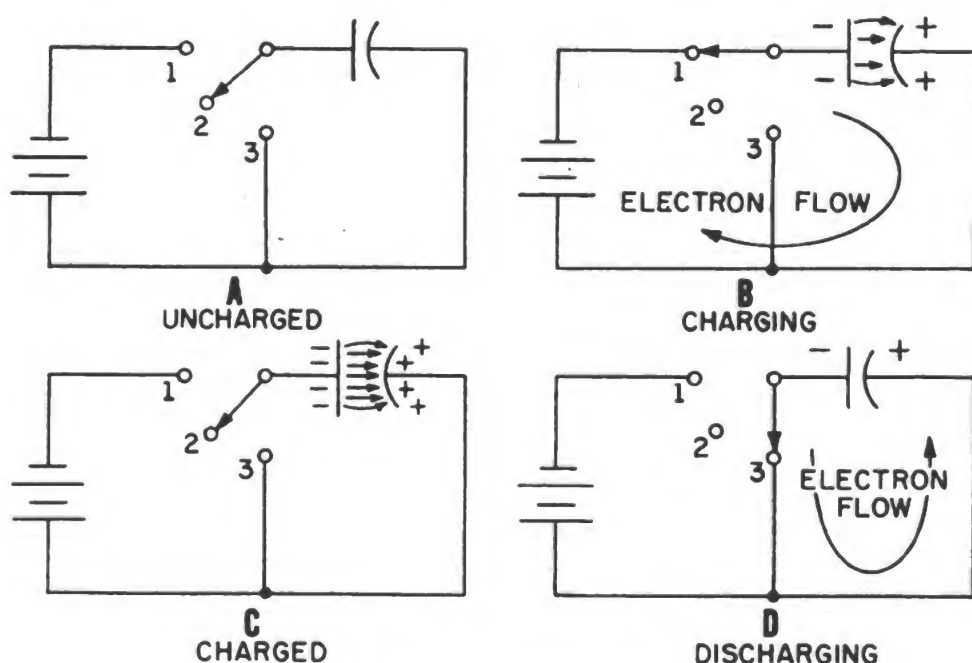 1
2
3
A
UNCHARGED
- +
- +
1
2
3
ELECTRON FLOW
B
CHARGING
- +
- +
- +
- +
1
2
3
C
CHARGED
- +
1
2
3
ELECTRON
FLOW
D
DISCHARGING